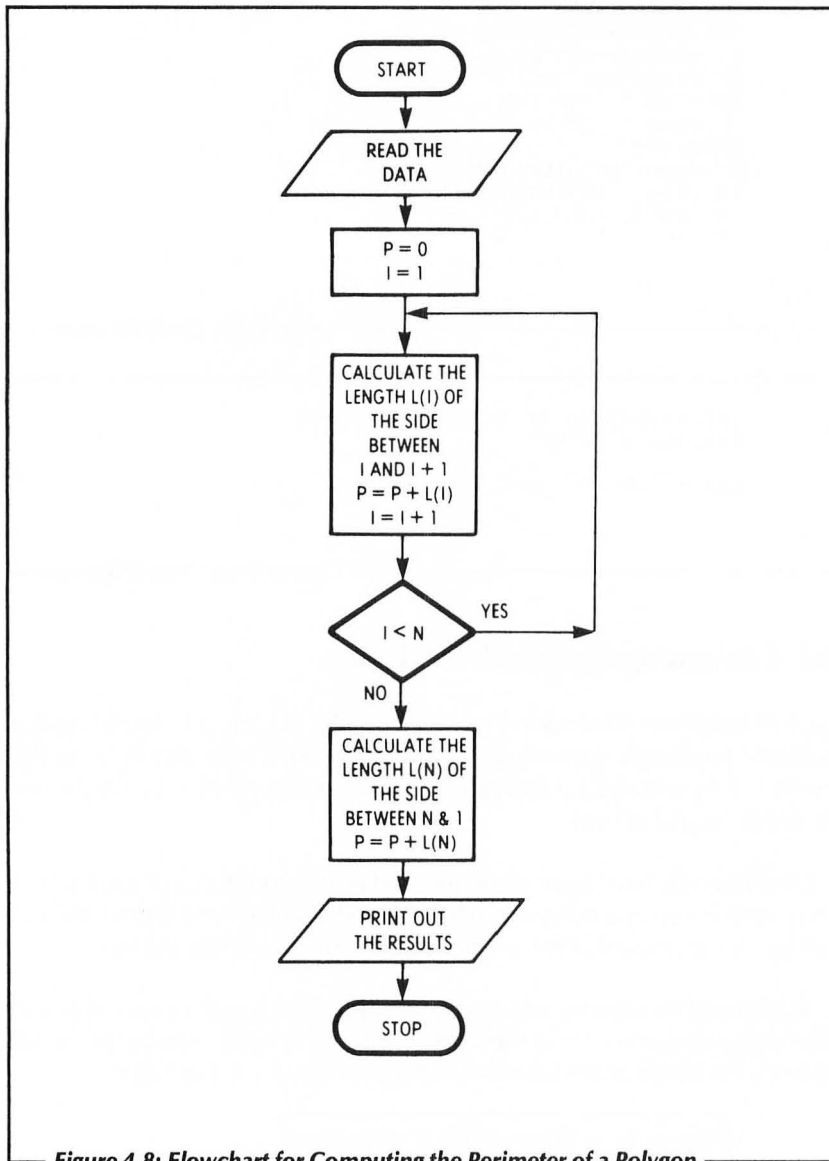 START
READ THE
DATA
P = 0
I = 1
CALCULATE THE
LENGTH L(I) OF
THE SIDE
BETWEEN
I AND I + 1
P = P + L(I)
I = I + 1
I < N
YES
NO
CALCULATE THE
LENGTH L(N) OF
THE SIDE
BETWEEN N & 1
P = P + L(N)
PRINT OUT
THE RESULTS
STOP
Figure 4.8: Flowchart for Computing the Perimeter of a Polygon